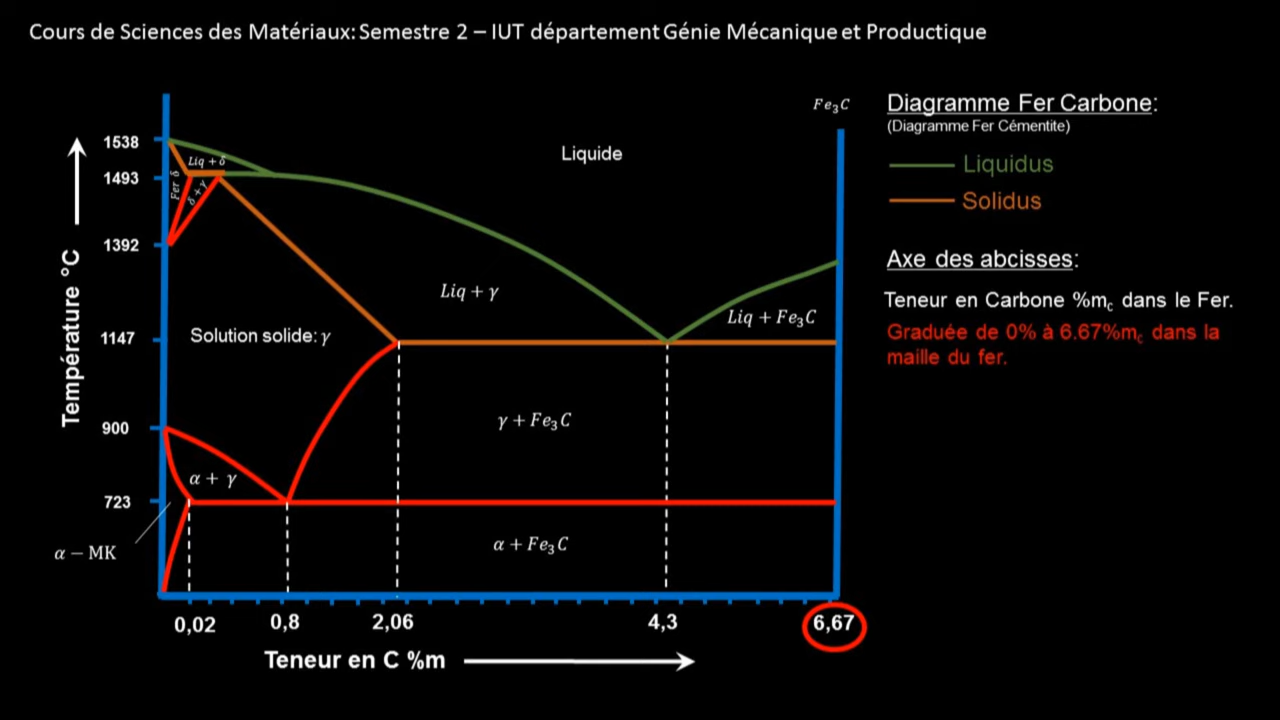 Cours de Sciences des Matériaux: Semestre 2 – IUT département Génie Mécanique et Productique
Fe₃C
Diagramme Fer Carbone:
(Diagramme Fer Cémentite)
Liquidus
Solidus
Axe des abcisses:
Teneur en Carbone %m꜀ dans le Fer.
Graduée de 0% à 6.67%m꜀ dans la
maille du fer.
Température °C
1538
1493
1392
1147
900
723
Liquide
Liq + δ
Fer δ
δ + γ
Liq + γ
Liq + Fe₃C
Solution solide: γ
γ + Fe₃C
α + γ
α + Fe₃C
α – MK
0,02
0,8
2,06
4,3
6,67
Teneur en C %m